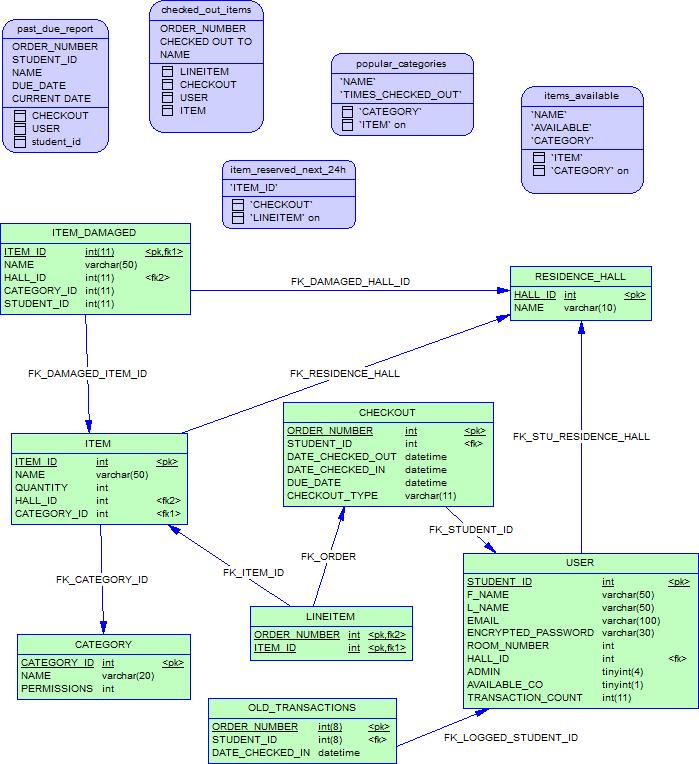 past_due_report
ORDER_NUMBER
STUDENT_ID
NAME
DUE_DATE
CURRENT DATE
CHECKOUT
USER
student_id
checked_out_items
ORDER_NUMBER
CHECKED OUT TO
NAME
LINEITEM
CHECKOUT
USER
ITEM
popular_categories
'NAME'
'TIMES_CHECKED_OUT'
'CATEGORY'
'ITEM' on
items_available
'NAME'
'AVAILABLE'
'CATEGORY'
'ITEM'
'CATEGORY' on
item_reserved_next_24h
'ITEM_ID'
'CHECKOUT'
'LINEITEM' on
ITEM_DAMAGED
ITEM_ID int(11) <pk,fk1>
NAME varchar(50)
HALL_ID int(11) <fk2>
CATEGORY_ID int(11)
STUDENT_ID int(11)
FK_DAMAGED_HALL_ID
RESIDENCE_HALL
HALL_ID int <pk>
NAME varchar(10)
FK_DAMAGED_ITEM_ID
FK_RESIDENCE_HALL
FK_STU_RESIDENCE_HALL
ITEM
ITEM_ID int <pk>
NAME varchar(50)
QUANTITY int
HALL_ID int <fk2>
CATEGORY_ID int <fk1>
CHECKOUT
ORDER_NUMBER int <pk>
STUDENT_ID int <fk>
DATE_CHECKED_OUT datetime
DATE_CHECKED_IN datetime
DUE_DATE datetime
CHECKOUT_TYPE varchar(11)
FK_STUDENT_ID
FK_ORDER
FK_ITEM_ID
FK_CATEGORY_ID
USER
STUDENT_ID int <pk>
F_NAME varchar(50)
L_NAME varchar(50)
EMAIL varchar(100)
ENCRYPTED_PASSWORD varchar(30)
ROOM_NUMBER int
HALL_ID int <fk>
ADMIN tinyint(4)
AVAILABLE_CO tinyint(1)
TRANSACTION_COUNT int(11)
LINEITEM
ORDER_NUMBER int <pk,fk2>
ITEM_ID int <pk,fk1>
CATEGORY
CATEGORY_ID int <pk>
NAME varchar(20)
PERMISSIONS int
OLD_TRANSACTIONS
ORDER_NUMBER int(8) <pk>
STUDENT_ID int(8) <fk>
DATE_CHECKED_IN datetime
FK_LOGGED_STUDENT_ID